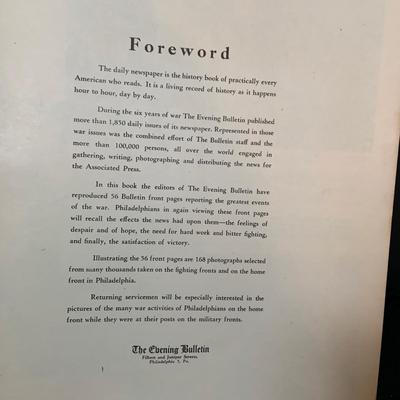 Foreword
The daily newspaper is the history book of practically every
American who reads. It is a living record of history as it happens
hour to hour, day by day.
During the six years of war The Evening Bulletin published
more than 1,850 daily issues of its newspaper. Represented in those
war issues was the combined effort of The Bulletin staff and the
more than 100,000 persons, all over the world engaged in
gathering, writing, photographing and distributing the news for
the Associated Press.
In this book the editors of The Evening Bulletin have
reproduced 56 Bulletin front pages reporting the greatest events
of the war. Philadelphians in again viewing these front pages
will recall the effects the news had upon them—the feelings of
despair and of hope, the need for hard work and bitter fighting,
and finally, the satisfaction of victory.
Illustrating the 56 front pages are 168 photographs selected
from many thousands taken on the fighting fronts and on the home
front in Philadelphia.
Returning servicemen will be especially interested in the
pictures of the many war activities of Philadelphians on the home
front while they were at their posts on the military fronts.
The Evening Bulletin
Filbert and Juniper Streets,
Philadelphia 5, Pa.